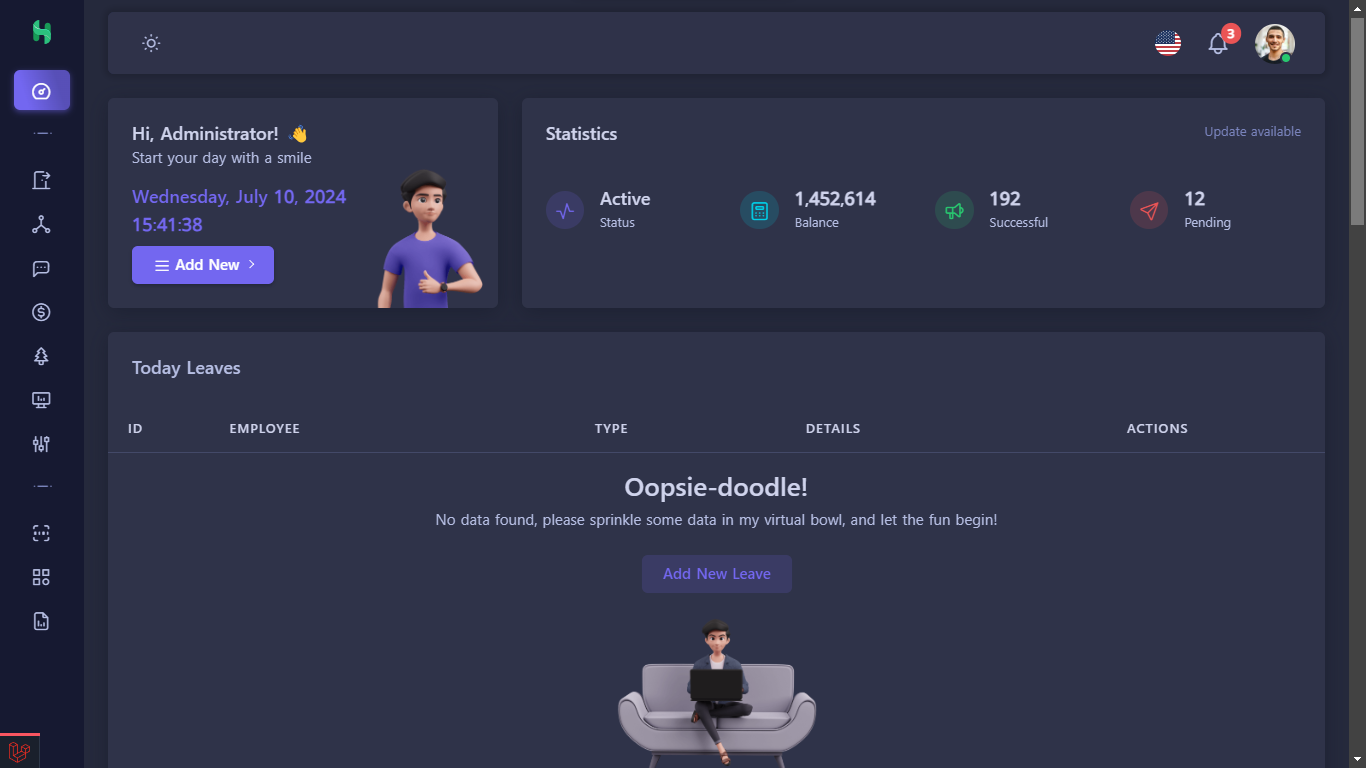 3
Hi, Administrator! 👋
Start your day with a smile
Wednesday, July 10, 2024
15:41:38
Add New
Statistics
Update available
Active
Status
1,452,614
Balance
192
Successful
12
Pending
Today Leaves
ID EMPLOYEE TYPE DETAILS ACTIONS
Oopsie-doodle!
No data found, please sprinkle some data in my virtual bowl, and let the fun begin!
Add New Leave